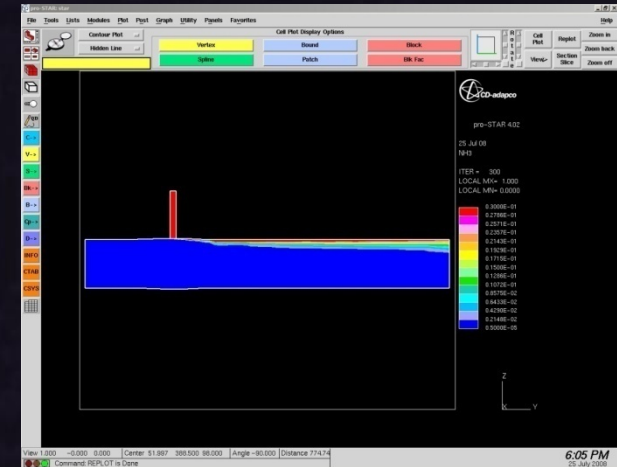 pro-STAR: star
File Tools Lists Modules Plot Post Graph Utility Panels Favorites Help
Contour Plot
Hidden Line
Cell Plot Display Options
Vertex Bound Block
Spline Patch Blk Fac
Cell Plot
Replot
Zoom in
View
Section Slice
Zoom back
Zoom off
C->
V->
S->
Bk->
B->
Cp->
D->
INFO
CTAB
CSYS
CD-adapco
pro-STAR 4.02
25 Jul 08
NH3
ITER = 300
LOCAL MX= 1.000
LOCAL MN= 0.0000
0.3000E-01
0.2786E-01
0.2571E-01
0.2357E-01
0.2143E-01
0.1929E-01
0.1715E-01
0.1500E-01
0.1286E-01
0.1072E-01
0.8575E-02
0.6433E-02
0.4290E-02
0.2148E-02
0.5000E-05
Z
X Y
View 1.000 -0.000 0.000 Center 51.997 388.500 98.000 Angle -90.000 Distance 774.74
Command: REPLOT is Done
6:05 PM
25 July 2008